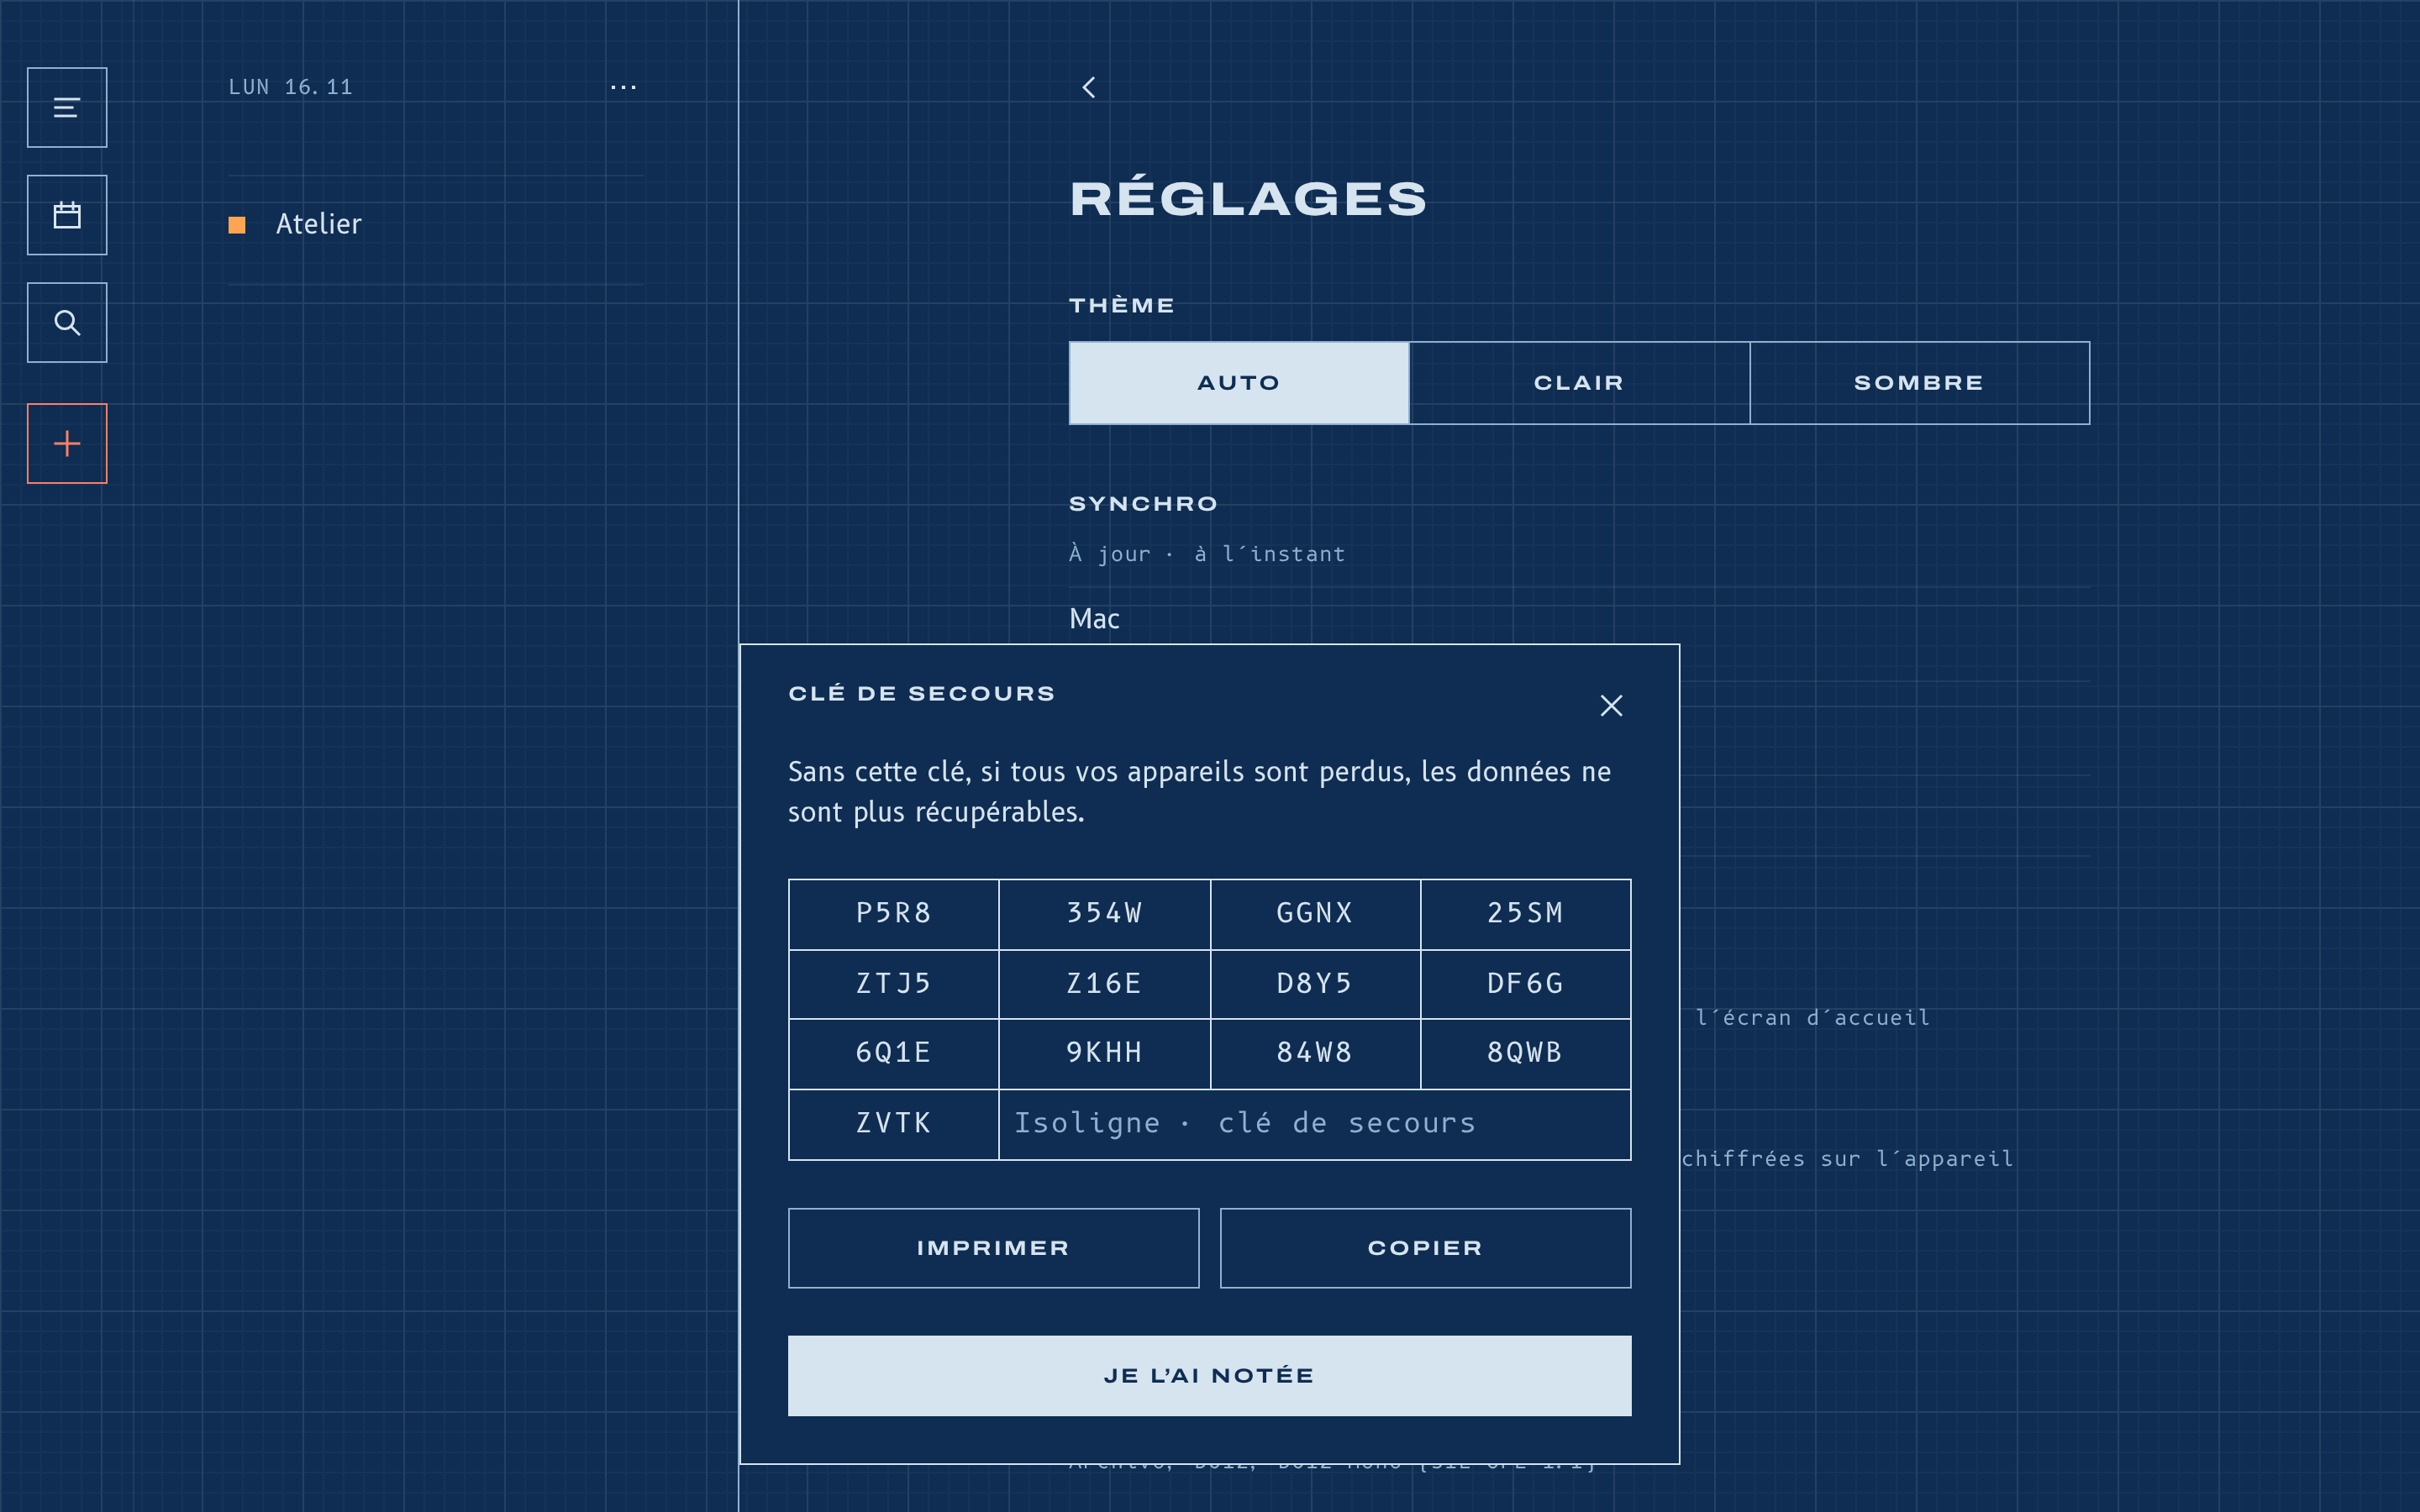 LUN 16.11
Atelier
RÉGLAGES
THÈME
AUTO CLAIR SOMBRE
SYNCHRO
À jour · à l´instant
Mac
CLÉ DE SECOURS
Sans cette clé, si tous vos appareils sont perdus, les données ne
sont plus récupérables.
P5R8 354W GGNX 25SM
ZTJ5 Z16E D8Y5 DF6G
6Q1E 9KHH 84W8 8QWB
ZVTK Isoligne · clé de secours
IMPRIMER COPIER
JE L’AI NOTÉE
l´écran d´accueil
chiffrées sur l´appareil